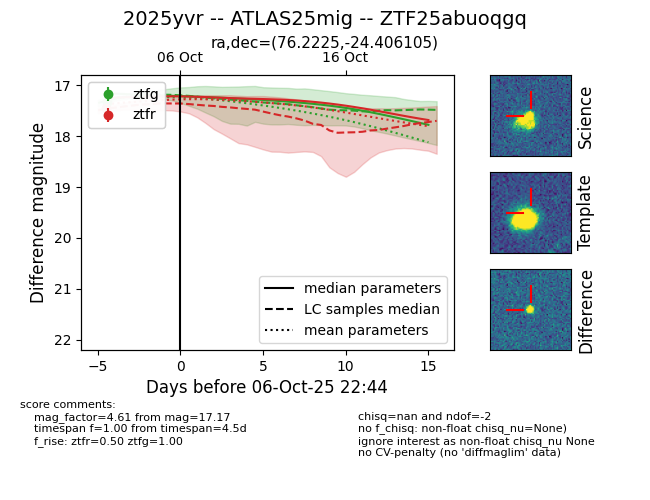 2025yvr -- ATLAS25mig -- ZTF25abuoqgq
ra,dec=(76.2225,-24.406105)
06 Oct
16 Oct
17
18
19
20
21
22
Difference magnitude
ztfg
ztfr
median parameters
LC samples median
mean parameters
−5
0
5
10
15
Days before 06-Oct-25 22:44
Science
Template
Difference
score comments:
mag_factor=4.61 from mag=17.17
timespan f=1.00 from timespan=4.5d
f_rise: ztfr=0.50 ztfg=1.00
chisq=nan and ndof=-2
no f_chisq: non-float chisq_nu=None)
ignore interest as non-float chisq_nu None
no CV-penalty (no 'diffmaglim' data)